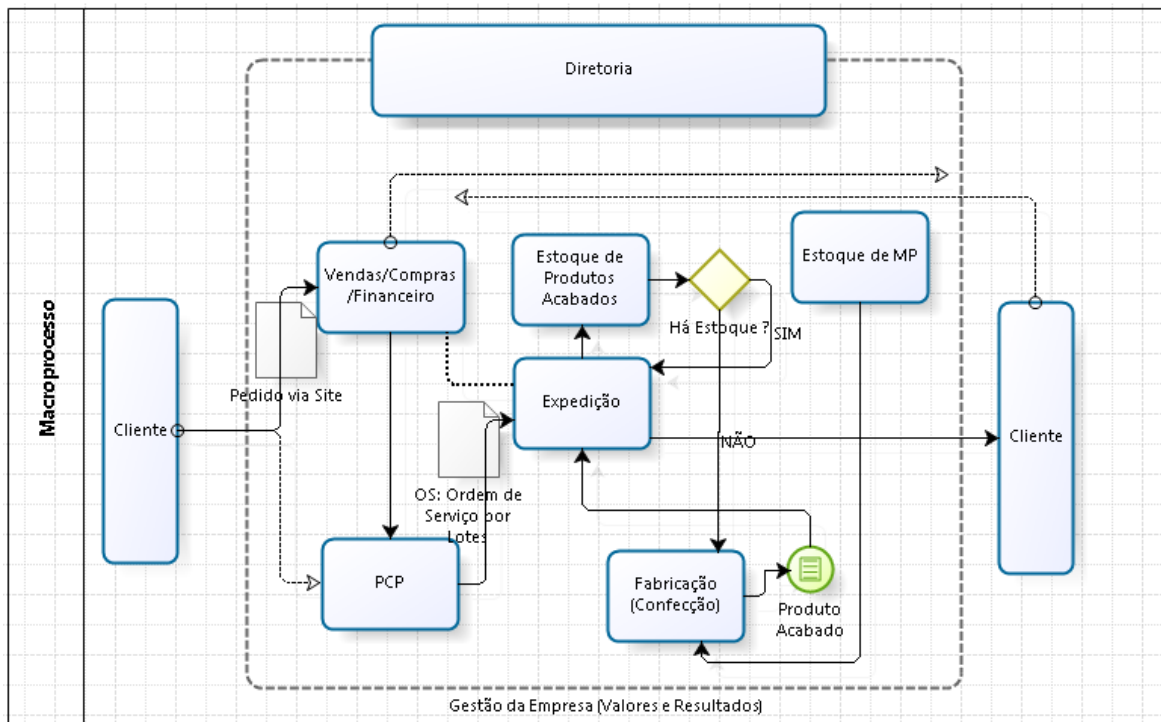 Macroprocesso
Diretoria
Vendas/Compras
/Financeiro
Estoque de
Produtos
Acabados
Estoque de MP
Há Estoque ?
SIM
Pedido via Site
Cliente
Expedição
NÃO
Cliente
OS: Ordem de
Serviço por
Lotes
PCP
Fabricação
(Confecção)
Produto
Acabado
Gestão da Empresa (Valores e Resultados)